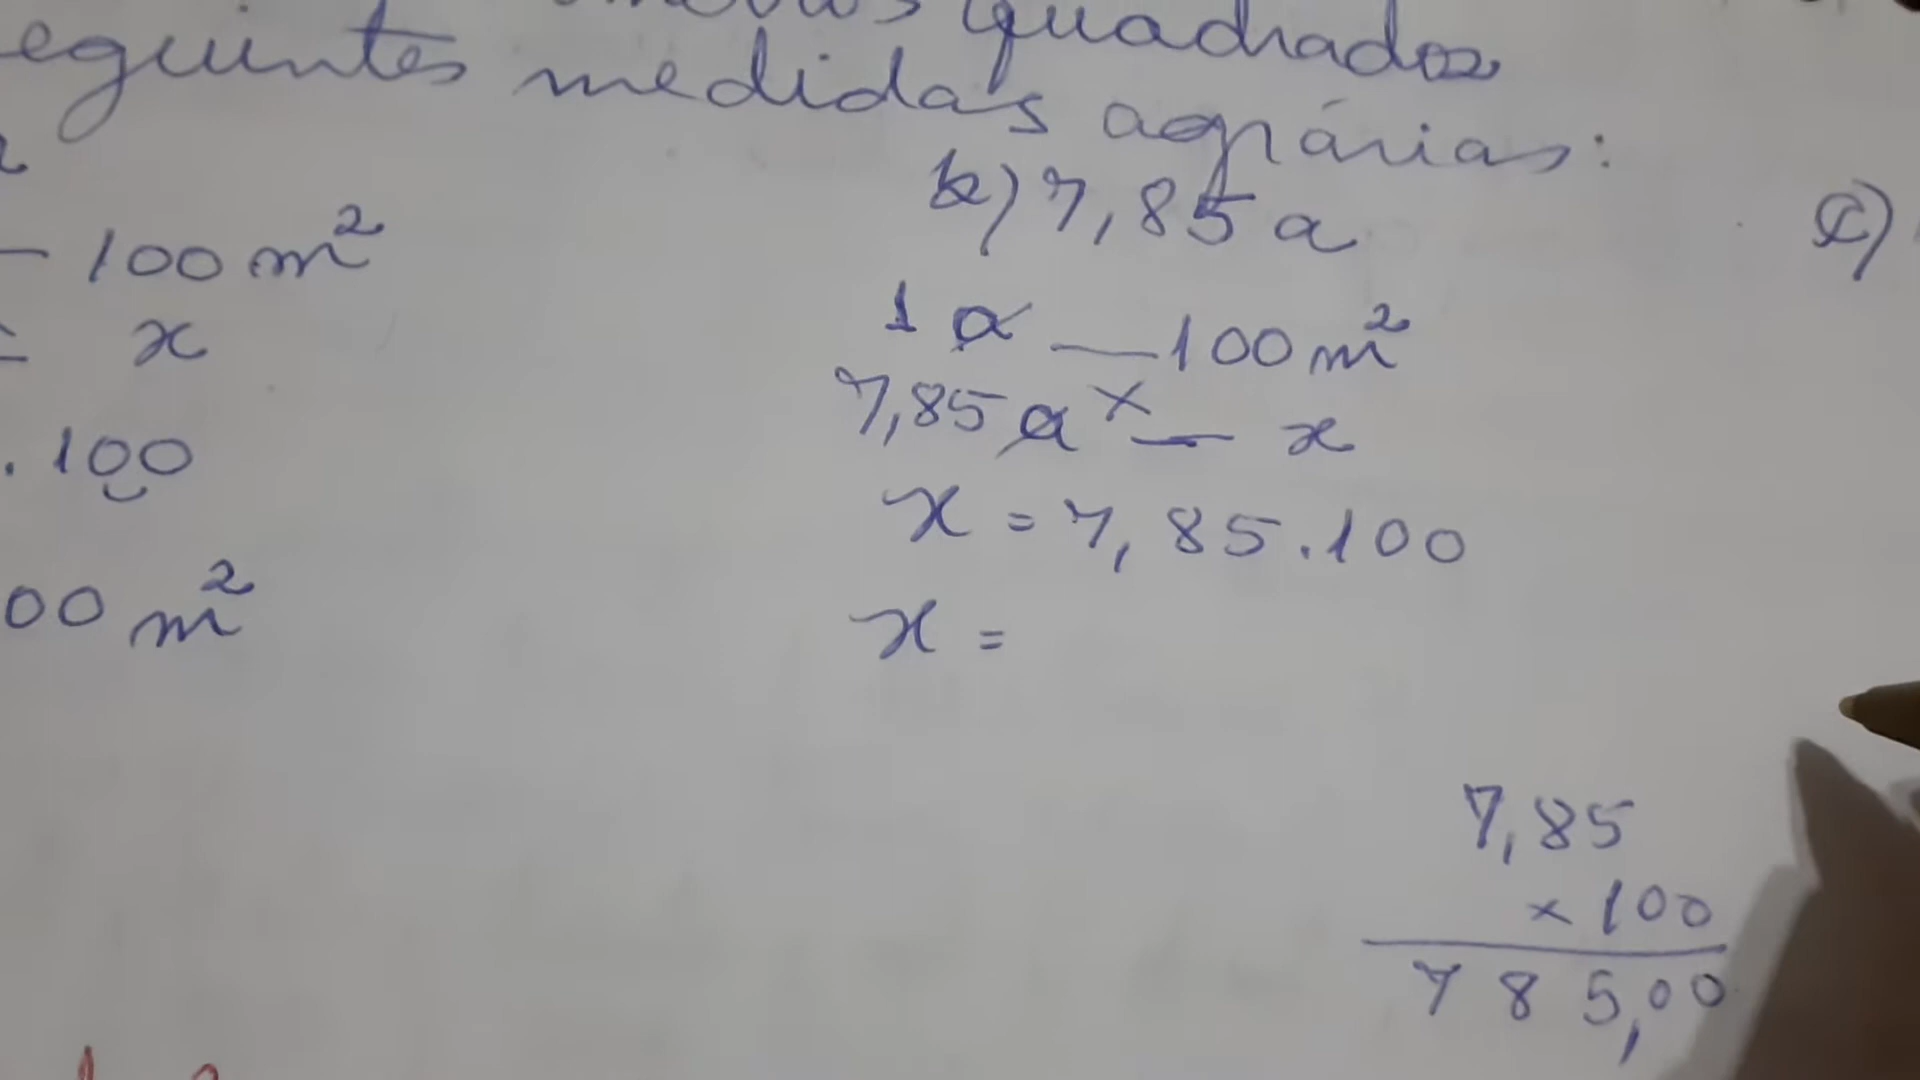 quadrados
eguintes medidas agrárias:
— 100 m²
= x
. 100
00 m²
b) 7,85 a
1 a — 100 m²
7,85 a × — x
x = 7,85 . 100
x =
7,85
× 100
785,00
c)